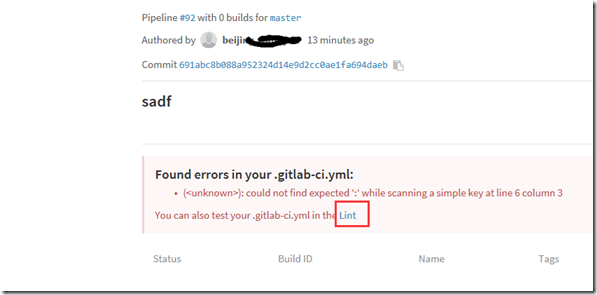 Pipeline #92 with 0 builds for master
Authored by 13 minutes ago
Commit 691abc8b088a952324d14e9d2cc0ae1fa694daeb
sadf
Found errors in your .gitlab-ci.yml:
• (<unknown>): could not find expected ':' while scanning a simple key at line 6 column 3
You can also test your .gitlab-ci.yml in the Lint
Status Build ID Name Tags